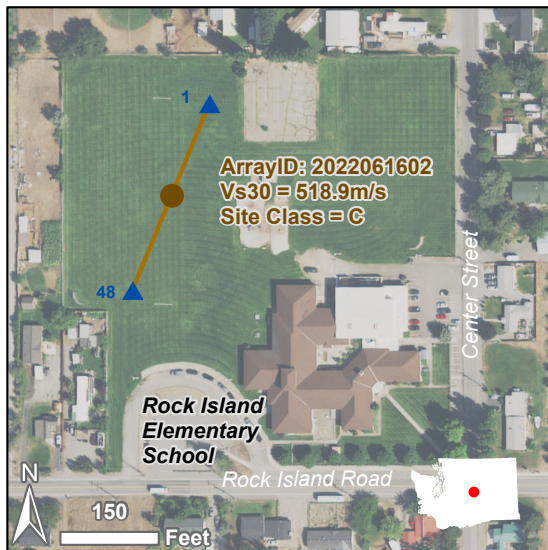 1
ArrayID: 2022061602
Vs30 = 518.9m/s
Site Class = C
48
Center Street
Rock Island
Elementary
School
Rock Island Road
N
150
Feet